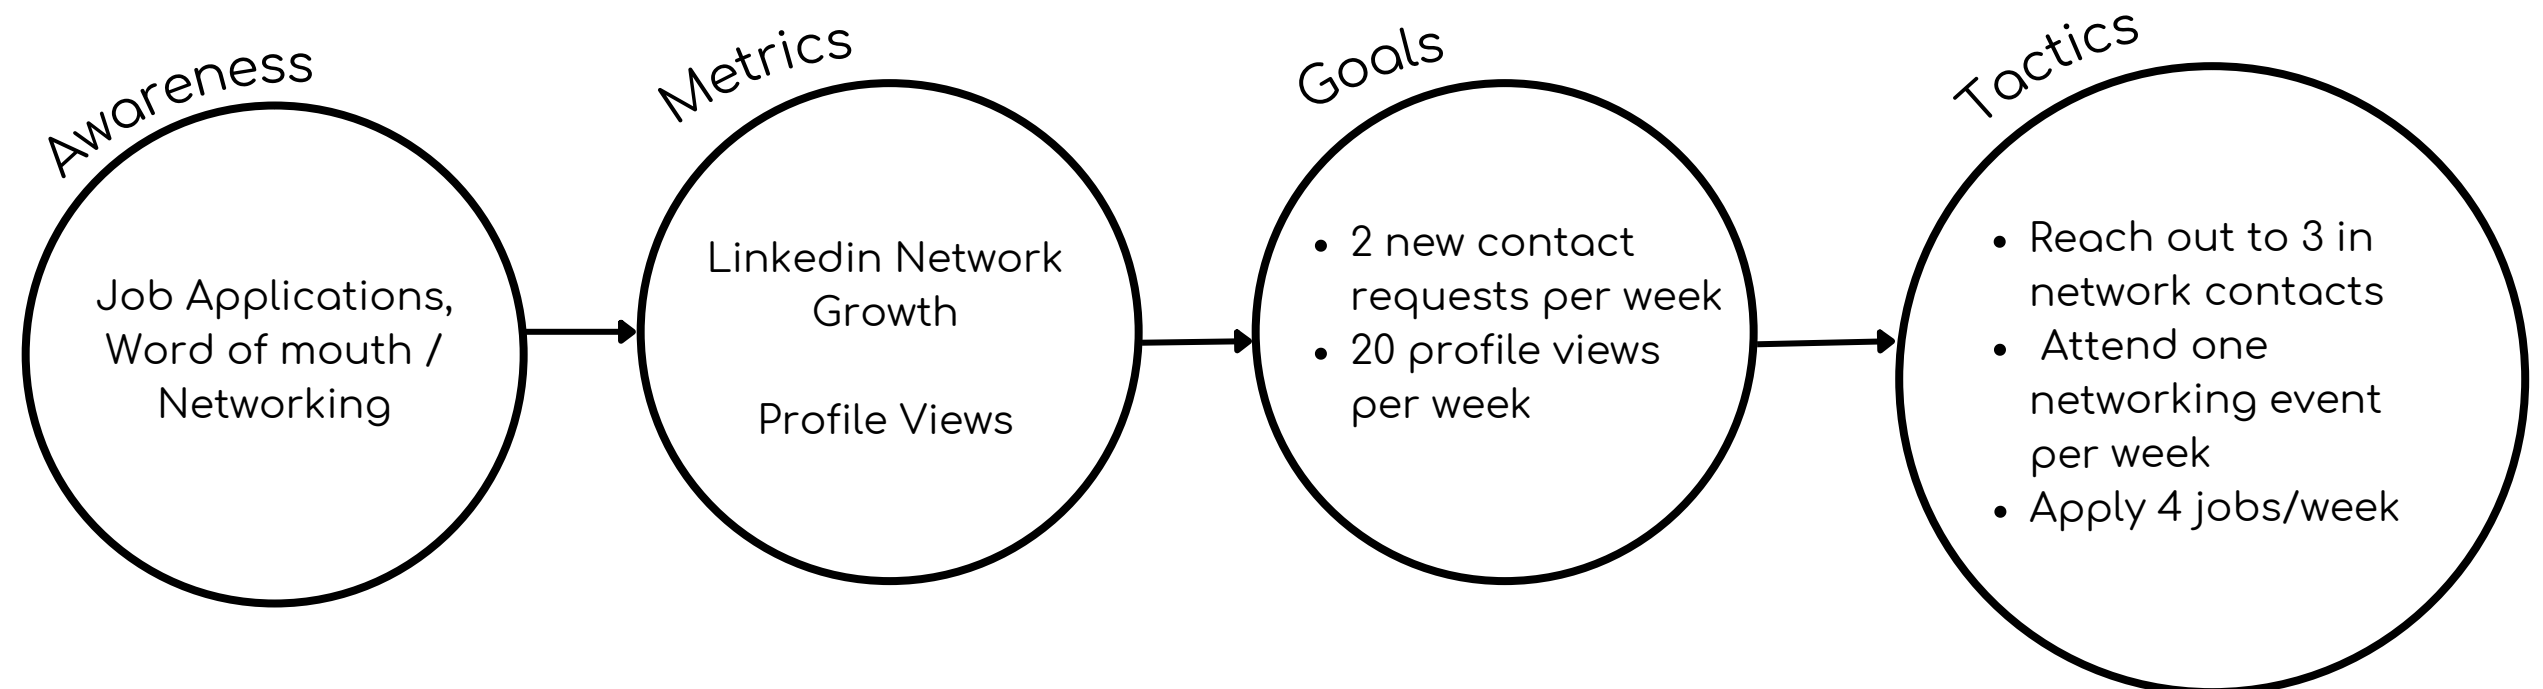 Awareness
Job Applications,
Word of mouth /
Networking
Metrics
Linkedin Network
Growth
Profile Views
Goals
• 2 new contact
requests per week
• 20 profile views
per week
Tactics
• Reach out to 3 in
network contacts
• Attend one
networking event
per week
• Apply 4 jobs/week